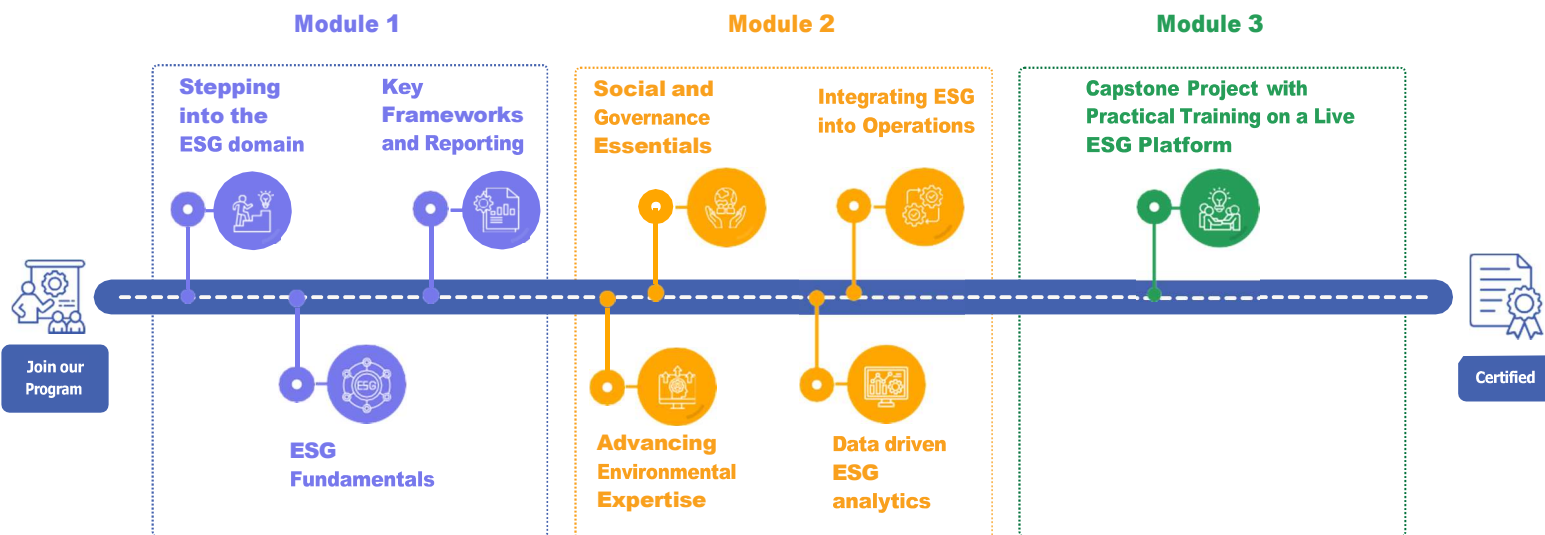 Module 1
Module 2
Module 3
Stepping
into the
ESG domain
Key
Frameworks
and Reporting
Social and
Governance
Essentials
Integrating ESG
into Operations
Capstone Project with
Practical Training on a Live
ESG Platform
Join our
Program
ESG
ESG
Fundamentals
Advancing
Environmental
Expertise
Data driven
ESG
analytics
Certified